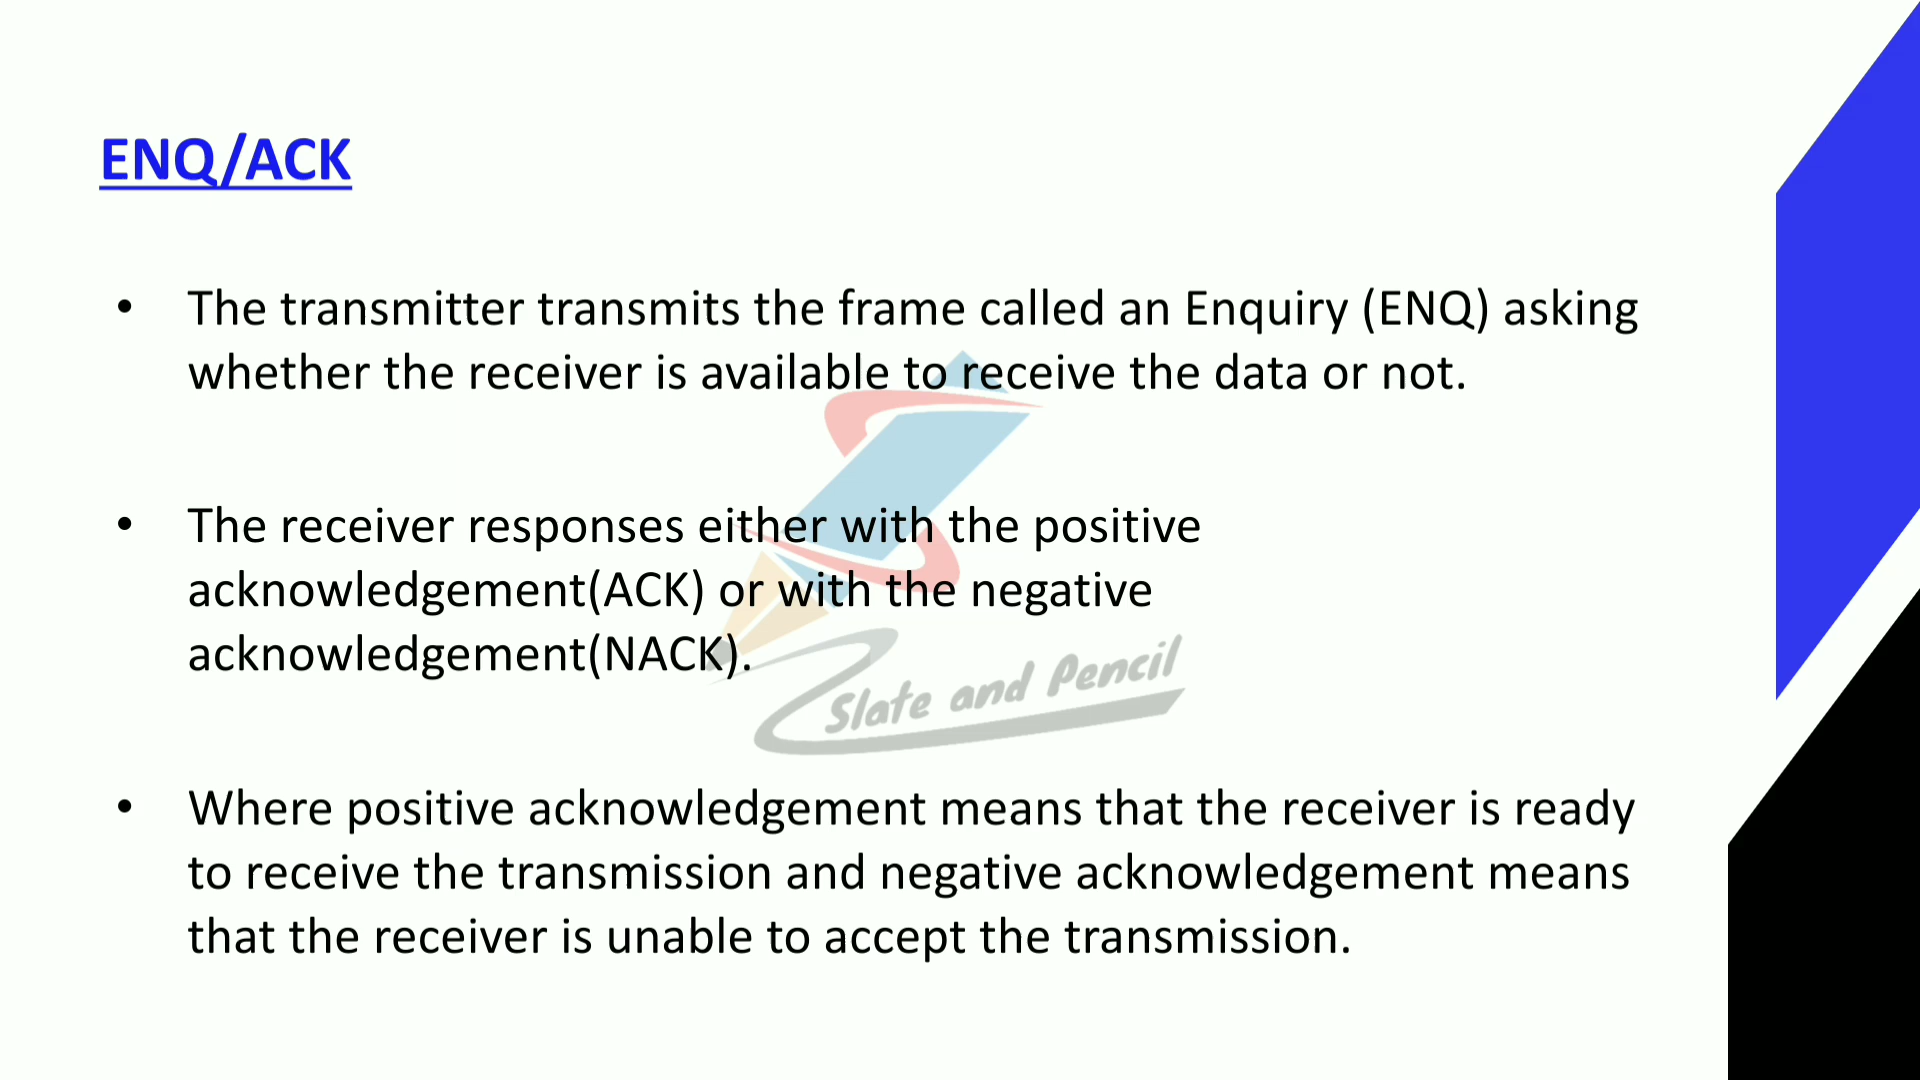 ENQ/ACK
• The transmitter transmits the frame called an Enquiry (ENQ) asking
whether the receiver is available to receive the data or not.
• The receiver responses either with the positive
acknowledgement(ACK) or with the negative
acknowledgement(NACK).
Slate and Pencil
• Where positive acknowledgement means that the receiver is ready
to receive the transmission and negative acknowledgement means
that the receiver is unable to accept the transmission.